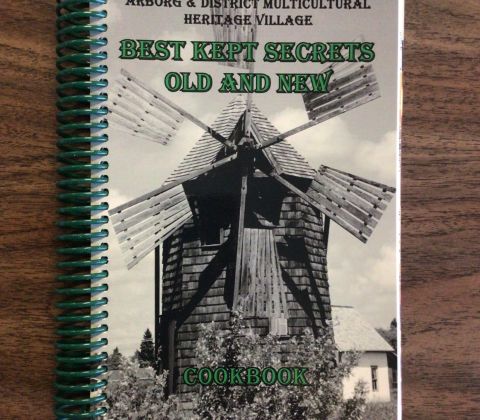 ARBORG & DISTRICT MULTICULTURAL
HERITAGE VILLAGE
BEST KEPT SECRETS
OLD AND NEW
COOKBOOK